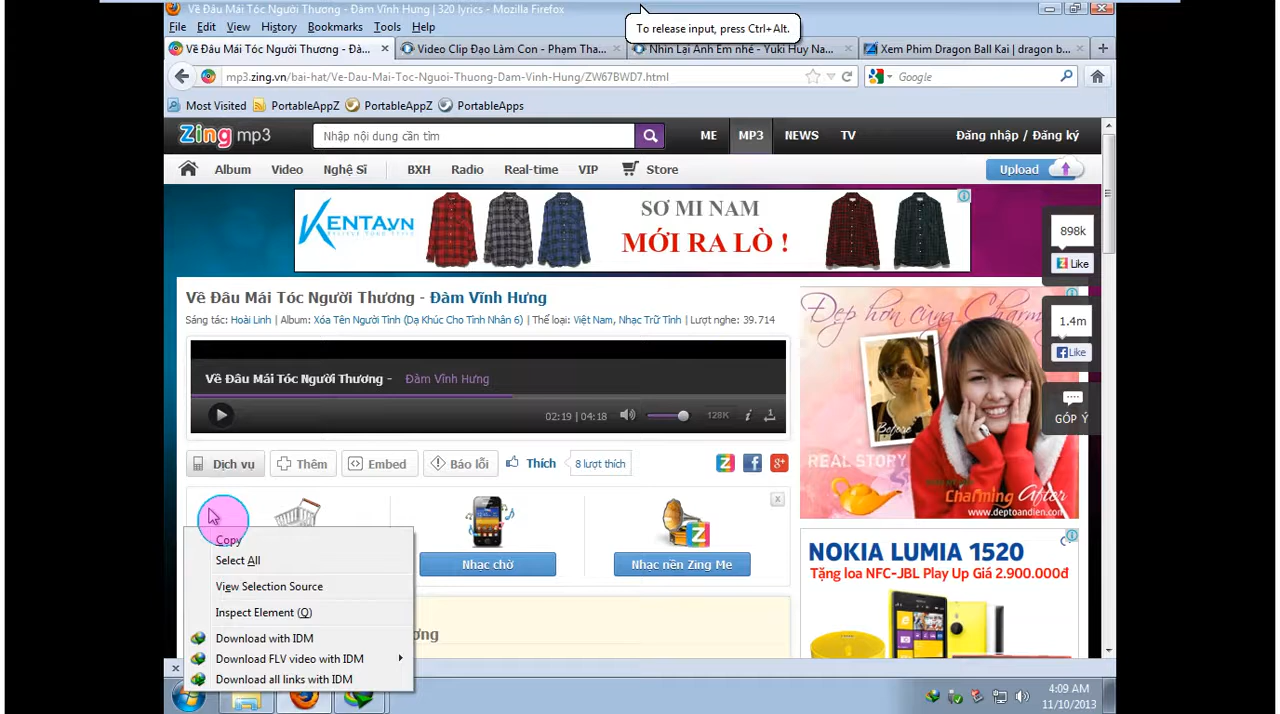 Về Đâu Mái Tóc Người Thương - Đàm Vĩnh Hưng | 320 lyrics - Mozilla Firefox
To release input, press Ctrl+Alt.
File Edit View History Bookmarks Tools Help
Về Đâu Mái Tóc Người Thương - Đà... Video Clip Đạo Làm Con - Phạm Tha... Nhìn Lại Anh Em nhé - Yuki Huy Na... Xem Phim Dragon Ball Kai | dragon b...
mp3.zing.vn/bai-hat/Ve-Dau-Mai-Toc-Nguoi-Thuong-Dam-Vinh-Hung/ZW67BWD7.html Google
Most Visited PortableAppZ PortableAppZ PortableApps
Zing mp3 Nhập nội dung cần tìm ME MP3 NEWS TV Đăng nhập / Đăng ký
Album Video Nghệ Sĩ BXH Radio Real-time VIP Store Upload
KENTA.VN
SƠ MI NAM
MỚI RA LÒ !
898k
Like
1.4m
Like
GÓP Ý
Về Đâu Mái Tóc Người Thương - Đàm Vĩnh Hưng
Sáng tác: Hoài Linh | Album: Xóa Tên Người Tình (Dạ Khúc Cho Tình Nhân 6) | Thể loại: Việt Nam, Nhạc Trữ Tình | Lượt nghe: 39.714
Về Đâu Mái Tóc Người Thương - Đàm Vĩnh Hưng
02:19 | 04:18 128K
Dịch vụ Thêm Embed Báo lỗi Thích 8 lượt thích
Nhạc chờ Nhạc nền Zing Me
ơng
Copy
Select All
View Selection Source
Inspect Element (Q)
Download with IDM
Download FLV video with IDM
Download all links with IDM
Đẹp hơn cùng Charm
Before
REAL STORY
Charming After
www.deptoandien.com
NOKIA LUMIA 1520
Tặng loa NFC-JBL Play Up Giá 2.900.000đ
4:09 AM
11/10/2013